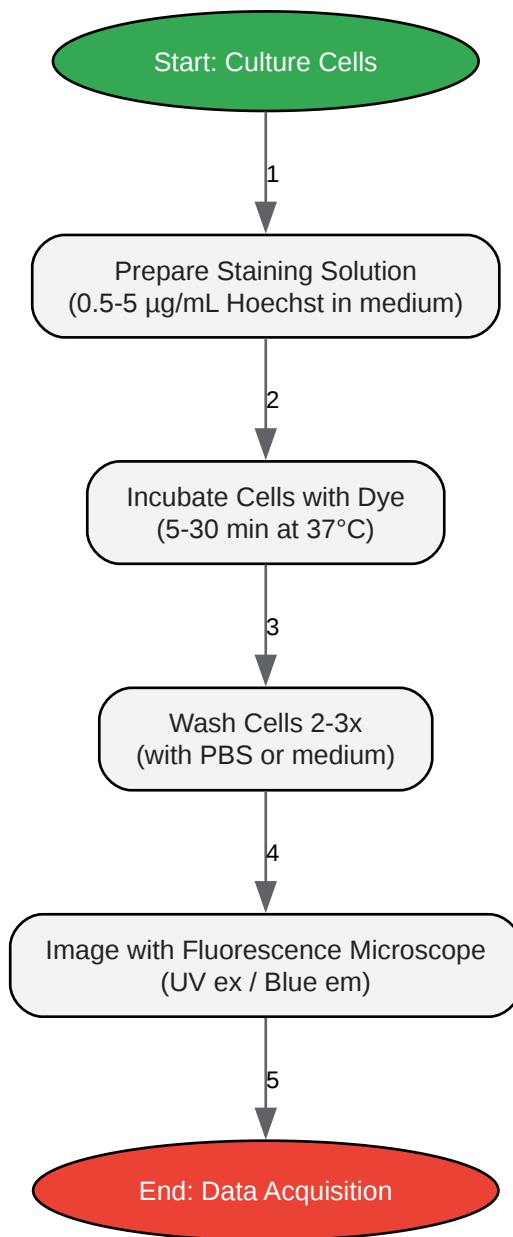 Start: Culture Cells
1
Prepare Staining Solution
(0.5-5 µg/mL Hoechst in medium)
2
Incubate Cells with Dye
(5-30 min at 37°C)
3
Wash Cells 2-3x
(with PBS or medium)
4
Image with Fluorescence Microscope
(UV ex / Blue em)
5
End: Data Acquisition